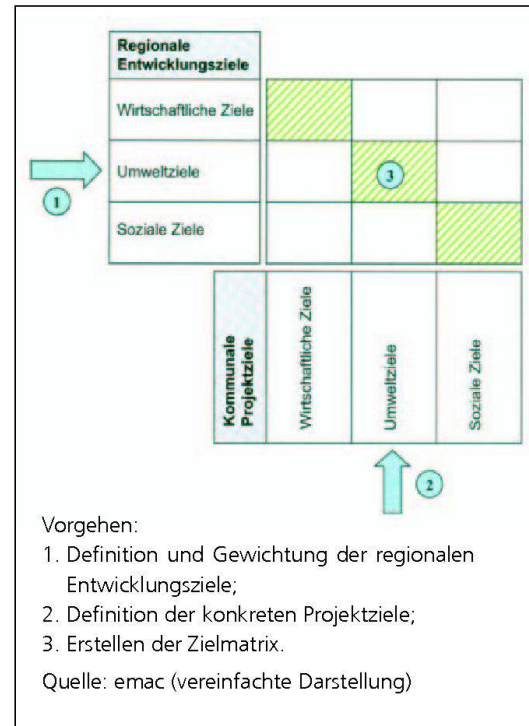 Regionale
Entwicklungsziele
Wirtschaftliche Ziele
Umweltziele
Soziale Ziele
1
3
Kommunale
Projektziele
Wirtschaftliche Ziele
Umweltziele
Soziale Ziele
2
Vorgehen:
1. Definition und Gewichtung der regionalen
Entwicklungsziele;
2. Definition der konkreten Projektziele;
3. Erstellen der Zielmatrix.
Quelle: emac (vereinfachte Darstellung)